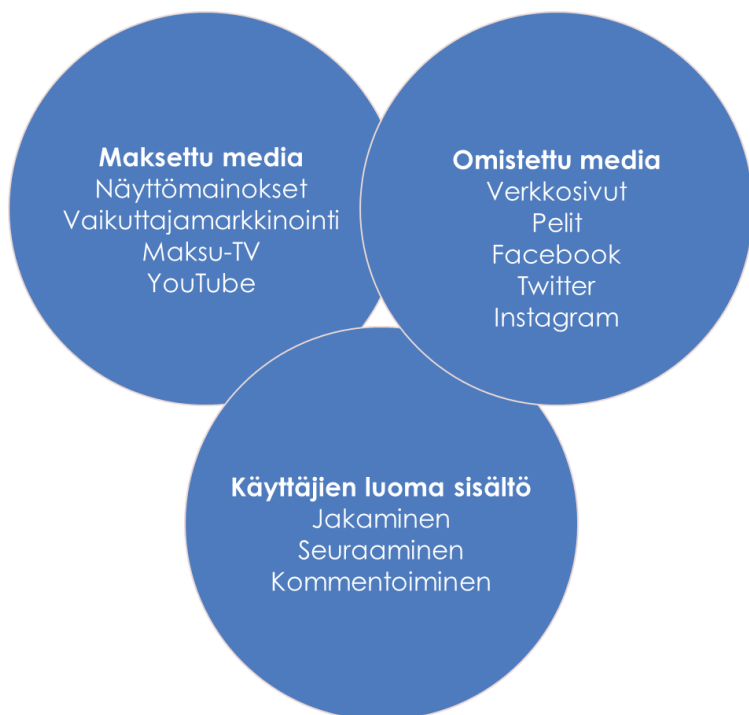 Maksettu media
Näyttömainokset
Vaikuttajamarkkinointi
Maksu-TV
YouTube
Omistettu media
Verkkosivut
Pelit
Facebook
Twitter
Instagram
Käyttäjien luoma sisältö
Jakaminen
Seuraaminen
Kommentoiminen